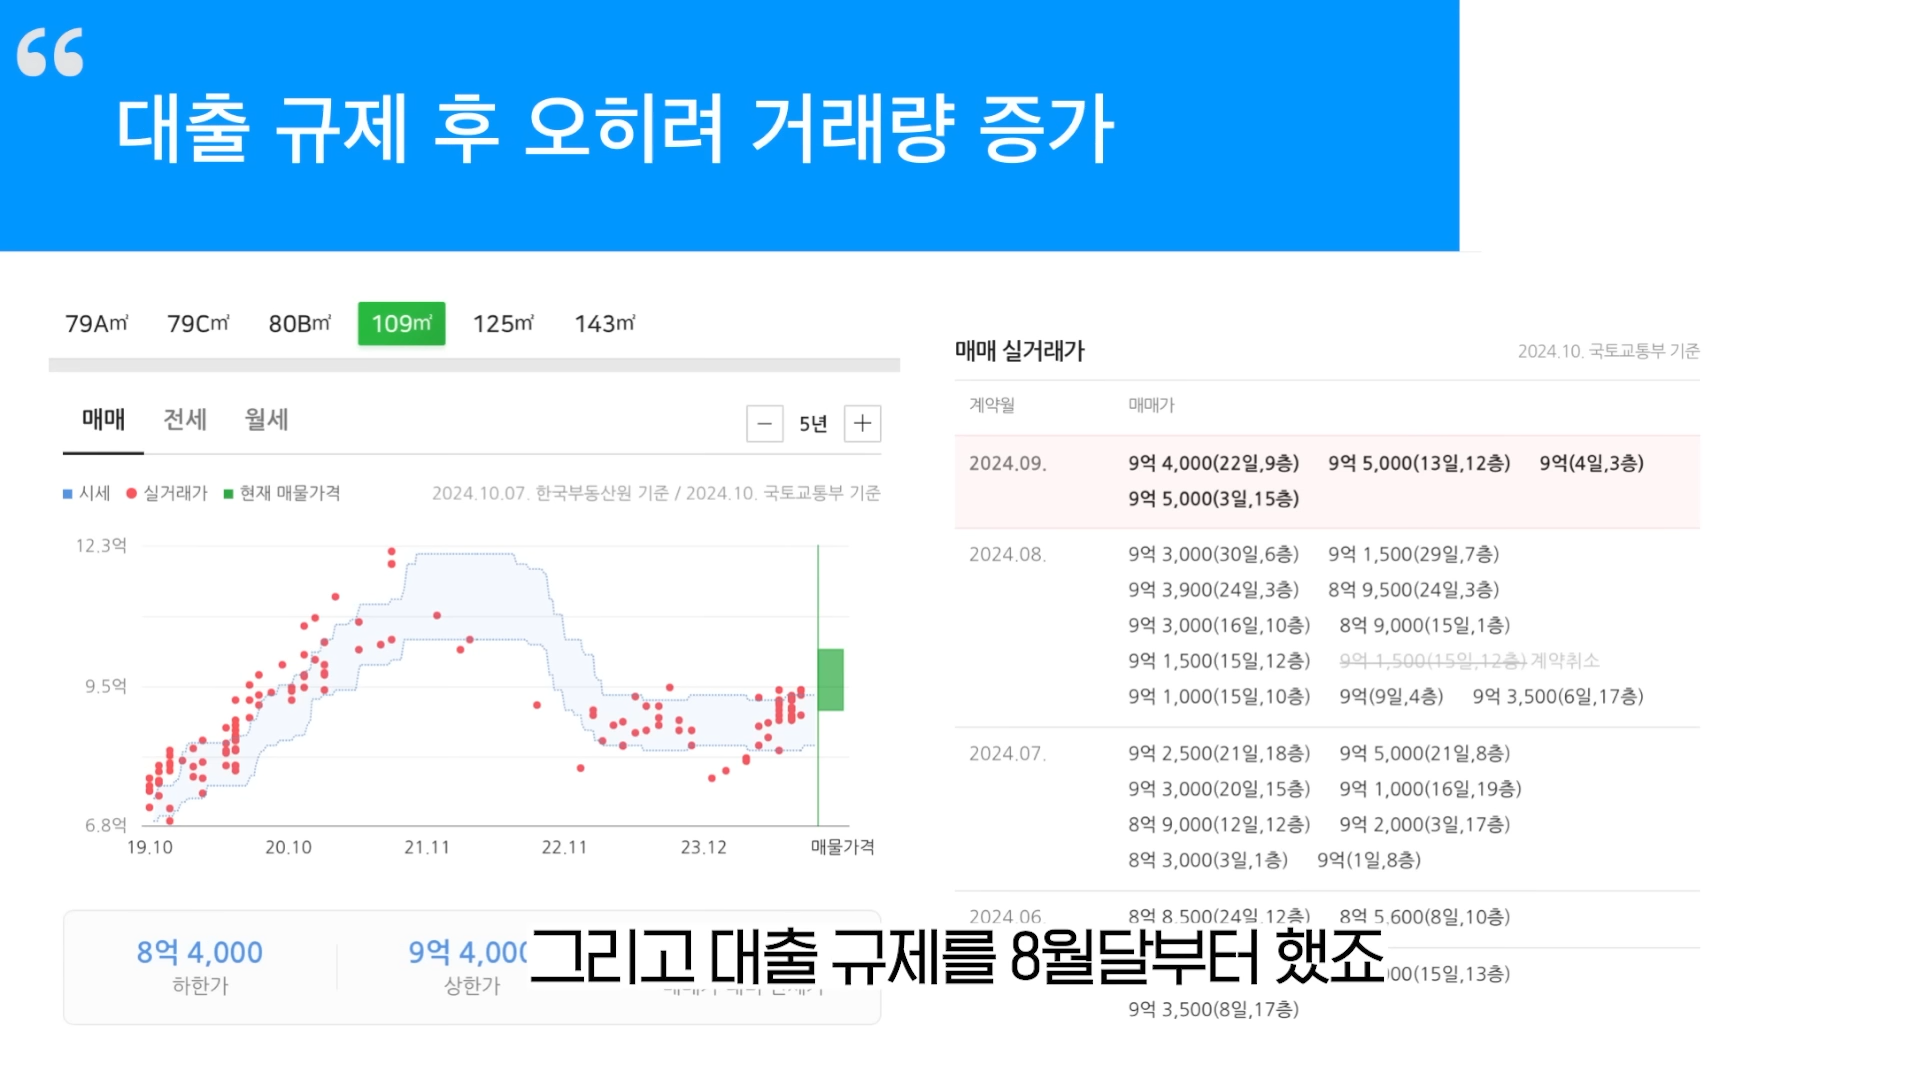 “
대출 규제 후 오히려 거래량 증가
79A㎡ 79C㎡ 80B㎡ 109㎡ 125㎡ 143㎡
매매 전세 월세
− 5년 +
시세 실거래가 현재 매물가격
2024.10.07. 한국부동산원 기준 / 2024.10. 국토교통부 기준
12.3억
9.5억
6.8억
19.10 20.10 21.11 22.11 23.12 매물가격
8억 4,000
하한가
9억 4,000
상한가
매매 실거래가
2024.10. 국토교통부 기준
계약월 매매가
2024.09. 9억 4,000(22일,9층) 9억 5,000(13일,12층) 9억(4일,3층)
9억 5,000(3일,15층)
2024.08. 9억 3,000(30일,6층) 9억 1,500(29일,7층)
9억 3,900(24일,3층) 8억 9,500(24일,3층)
9억 3,000(16일,10층) 8억 9,000(15일,1층)
9억 1,500(15일,12층) 9억 1,500(15일,12층) 계약취소
9억 1,000(15일,10층) 9억(9일,4층) 9억 3,500(6일,17층)
2024.07. 9억 2,500(21일,18층) 9억 5,000(21일,8층)
9억 3,000(20일,15층) 9억 1,000(16일,19층)
8억 9,000(12일,12층) 9억 2,000(3일,17층)
8억 3,000(3일,1층) 9억(1일,8층)
2024.06. 8억 8,500(24일,12층) 8억 5,600(8일,10층)
00(15일,13층)
9억 3,500(8일,17층)
그리고 대출 규제를 8월달부터 했죠